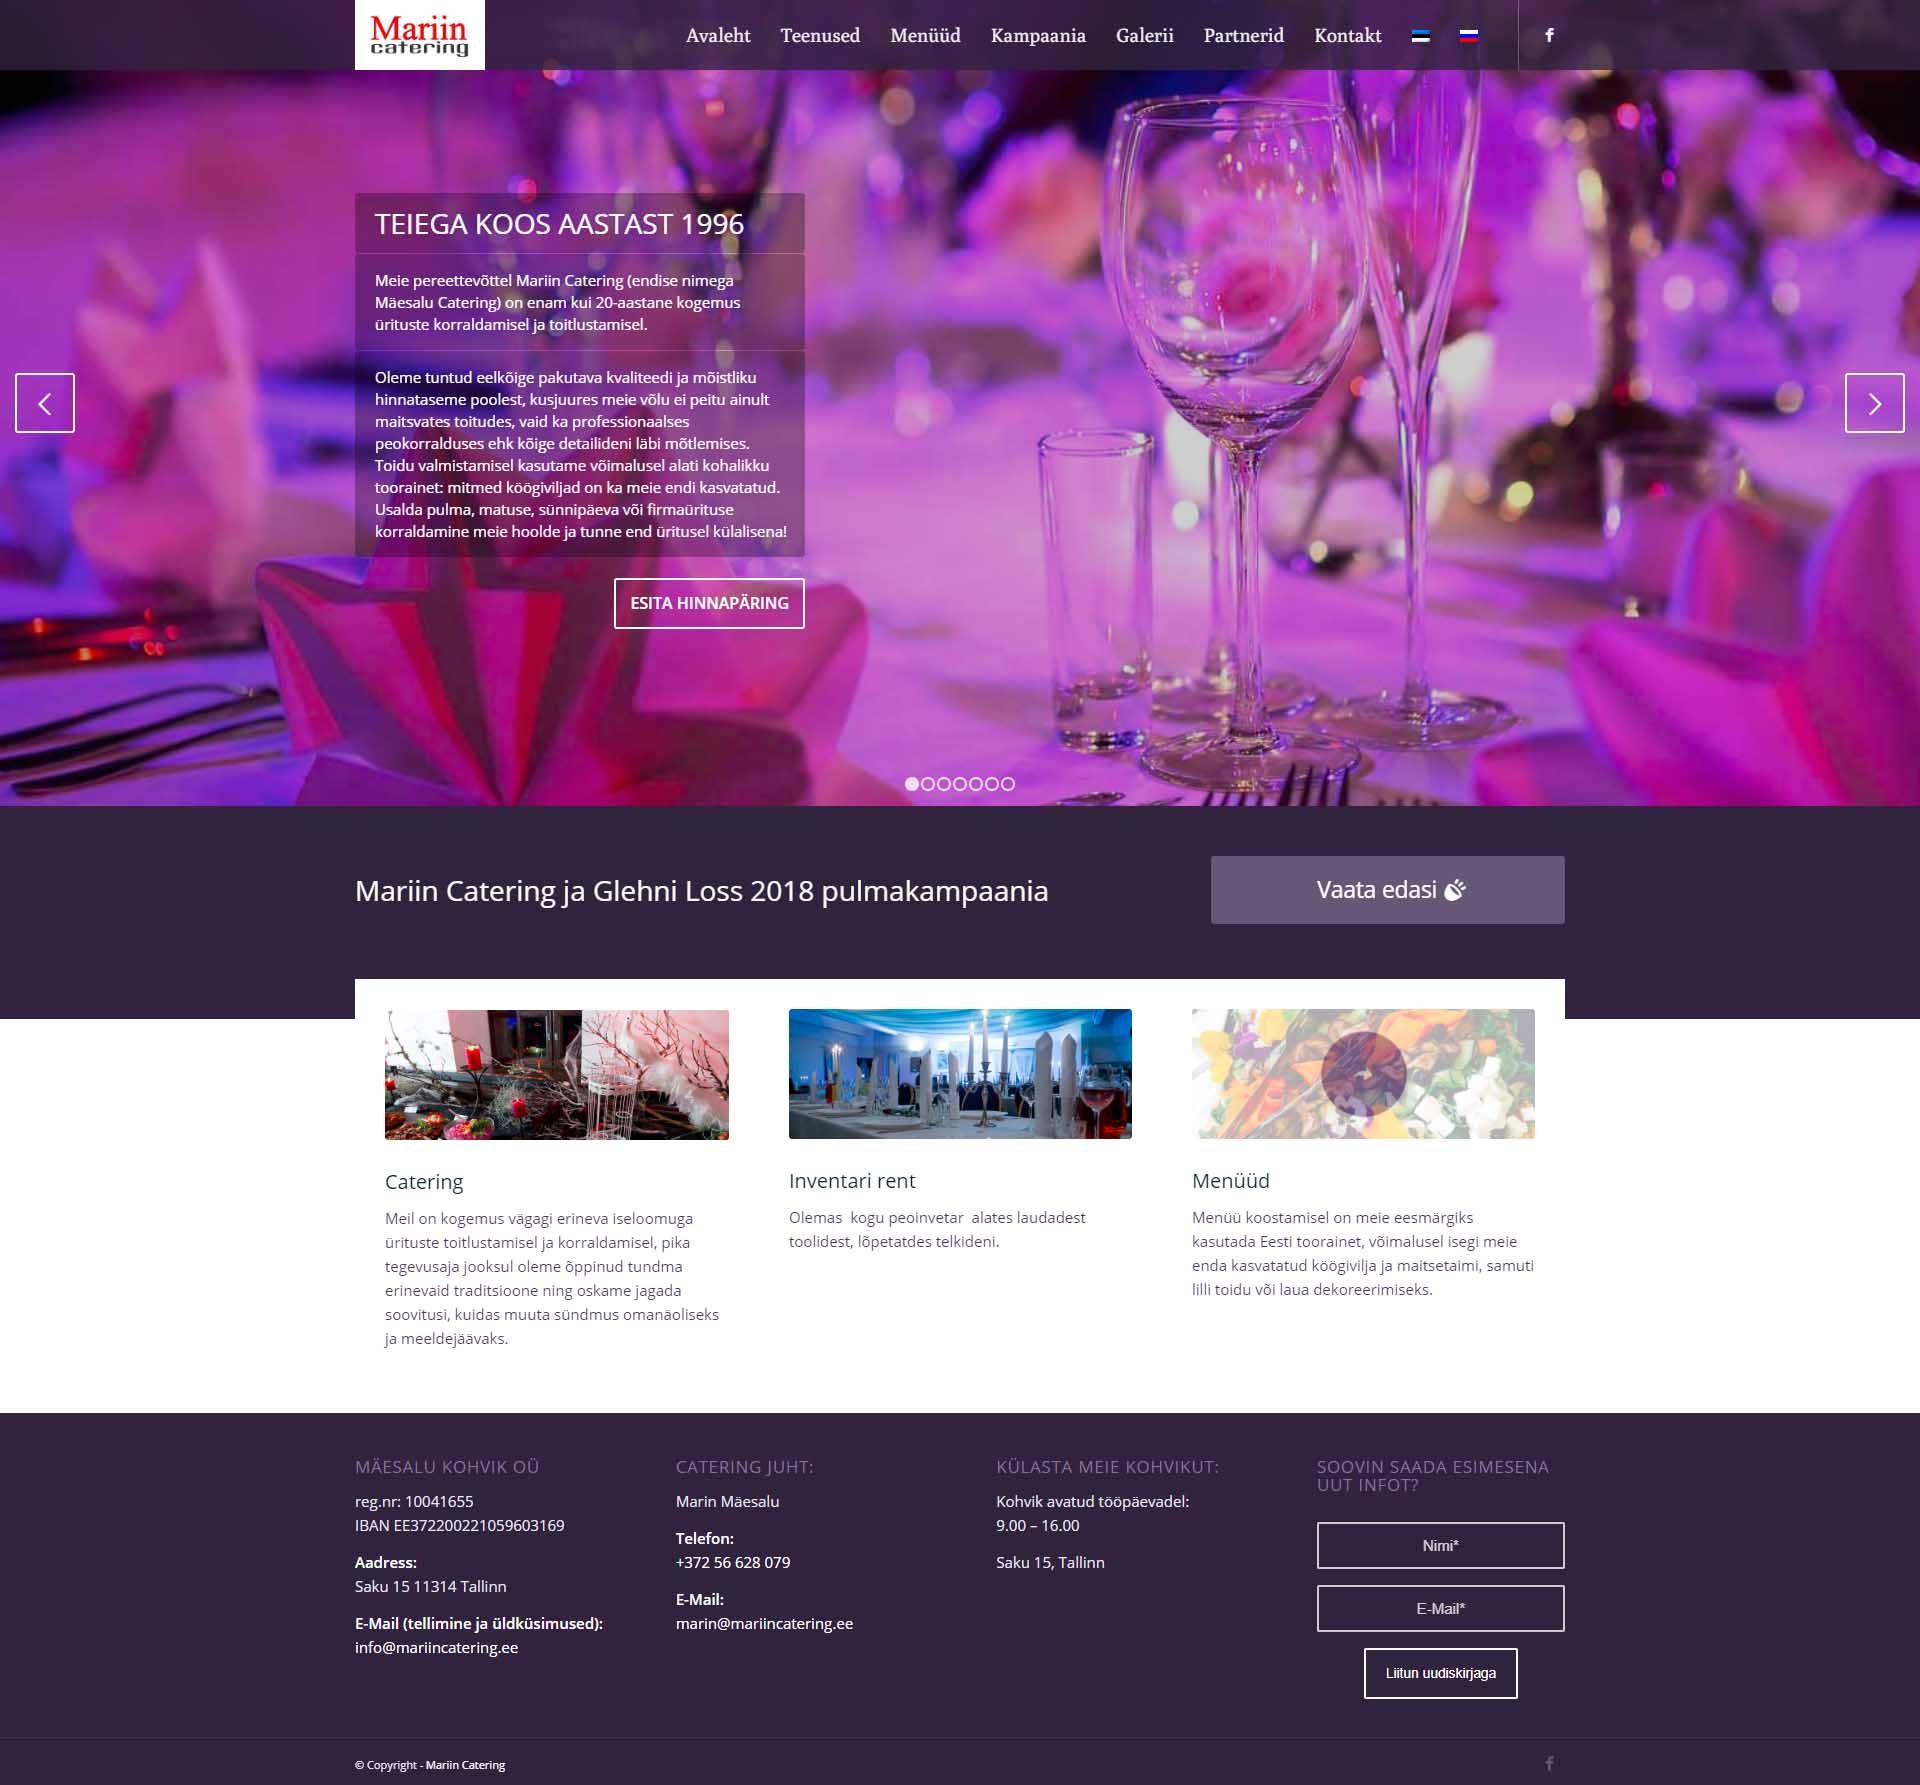 Mariin
catering
Avaleht Teenused Menüüd Kampaania Galerii Partnerid Kontakt
TEIEGA KOOS AASTAST 1996
Meie pereettevõttel Mariin Catering (endise nimega
Mäesalu Catering) on enam kui 20-aastane kogemus
ürituste korraldamisel ja toitlustamisel.
Oleme tuntud eelkõige pakutava kvaliteedi ja mõistliku
hinnataseme poolest, kusjuures meie võlu ei peitu ainult
maitsvates toitudes, vaid ka professionaalses
peokorralduses ehk kõige detailideni läbi mõtlemises.
Toidu valmistamisel kasutame võimalusel alati kohalikku
toorainet: mitmed köögiviljad on ka meie endi kasvatatud.
Usalda pulma, matuse, sünnipäeva või firmaürituse
korraldamine meie hoolde ja tunne end üritusel külalisena!
ESITA HINNAPÄRING
Mariin Catering ja Glehni Loss 2018 pulmakampaania
Vaata edasi
Catering
Meil on kogemus vägagi erineva iseloomuga
ürituste toitlustamisel ja korraldamisel, pika
tegevusaja jooksul oleme õppinud tundma
erinevaid traditsioone ning oskame jagada
soovitusi, kuidas muuta sündmus omanäoliseks
ja meeldejäävaks.
Inventari rent
Olemas kogu peoinvetar alates laudadest
toolidest, lõpetatdes telkideni.
Menüüd
Menüü koostamisel on meie eesmärgiks
kasutada Eesti toorainet, võimalusel isegi meie
enda kasvatatud köögivilja ja maitsetaimi, samuti
lilli toidu või laua dekoreerimiseks.
MÄESALU KOHVIK OÜ
reg.nr: 10041655
IBAN EE372200221059603169
Aadress:
Saku 15 11314 Tallinn
E-Mail (tellimine ja üldküsimused):
info@mariincatering.ee
CATERING JUHT:
Marin Mäesalu
Telefon:
+372 56 628 079
E-Mail:
marin@mariincatering.ee
KÜLASTA MEIE KOHVIKUT:
Kohvik avatud tööpäevadel:
9.00 – 16.00
Saku 15, Tallinn
SOOVIN SAADA ESIMESENA
UUT INFOT?
Nimi*
E-Mail*
Liitun uudiskirjaga
© Copyright - Mariin Catering